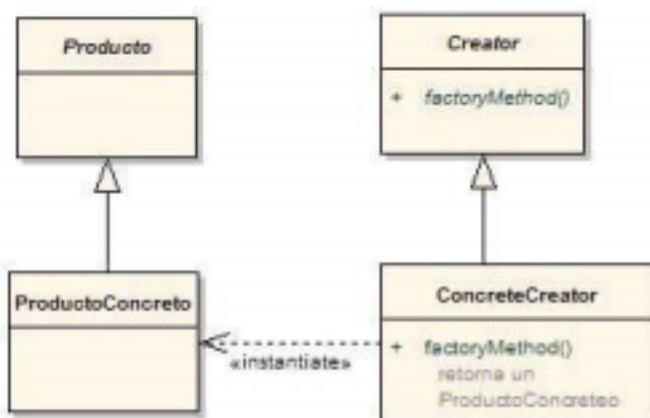 Producto
Creator
+ factoryMethod()
ProductoConcreto
ConcreteCreator
«instantiate»
+ factoryMethod()
retorna un
ProductoConcreteo